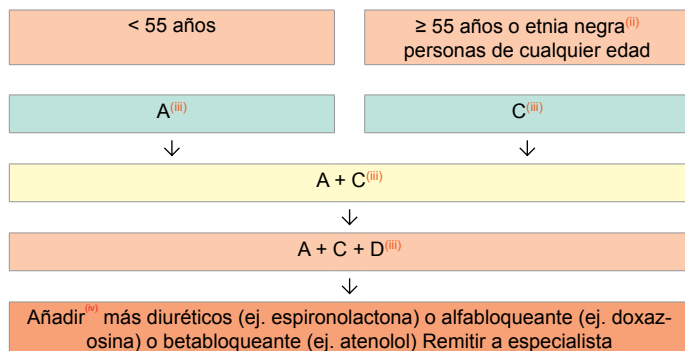 < 55 años
≥ 55 años o etnia negra(ii)
personas de cualquier edad
A(iii)
C(iii)
A + C(iii)
A + C + D(iii)
Añadir(iv) más diuréticos (ej. espironolactona) o alfabloqueante (ej. doxaz-
osina) o betabloqueante (ej. atenolol) Remitir a especialista